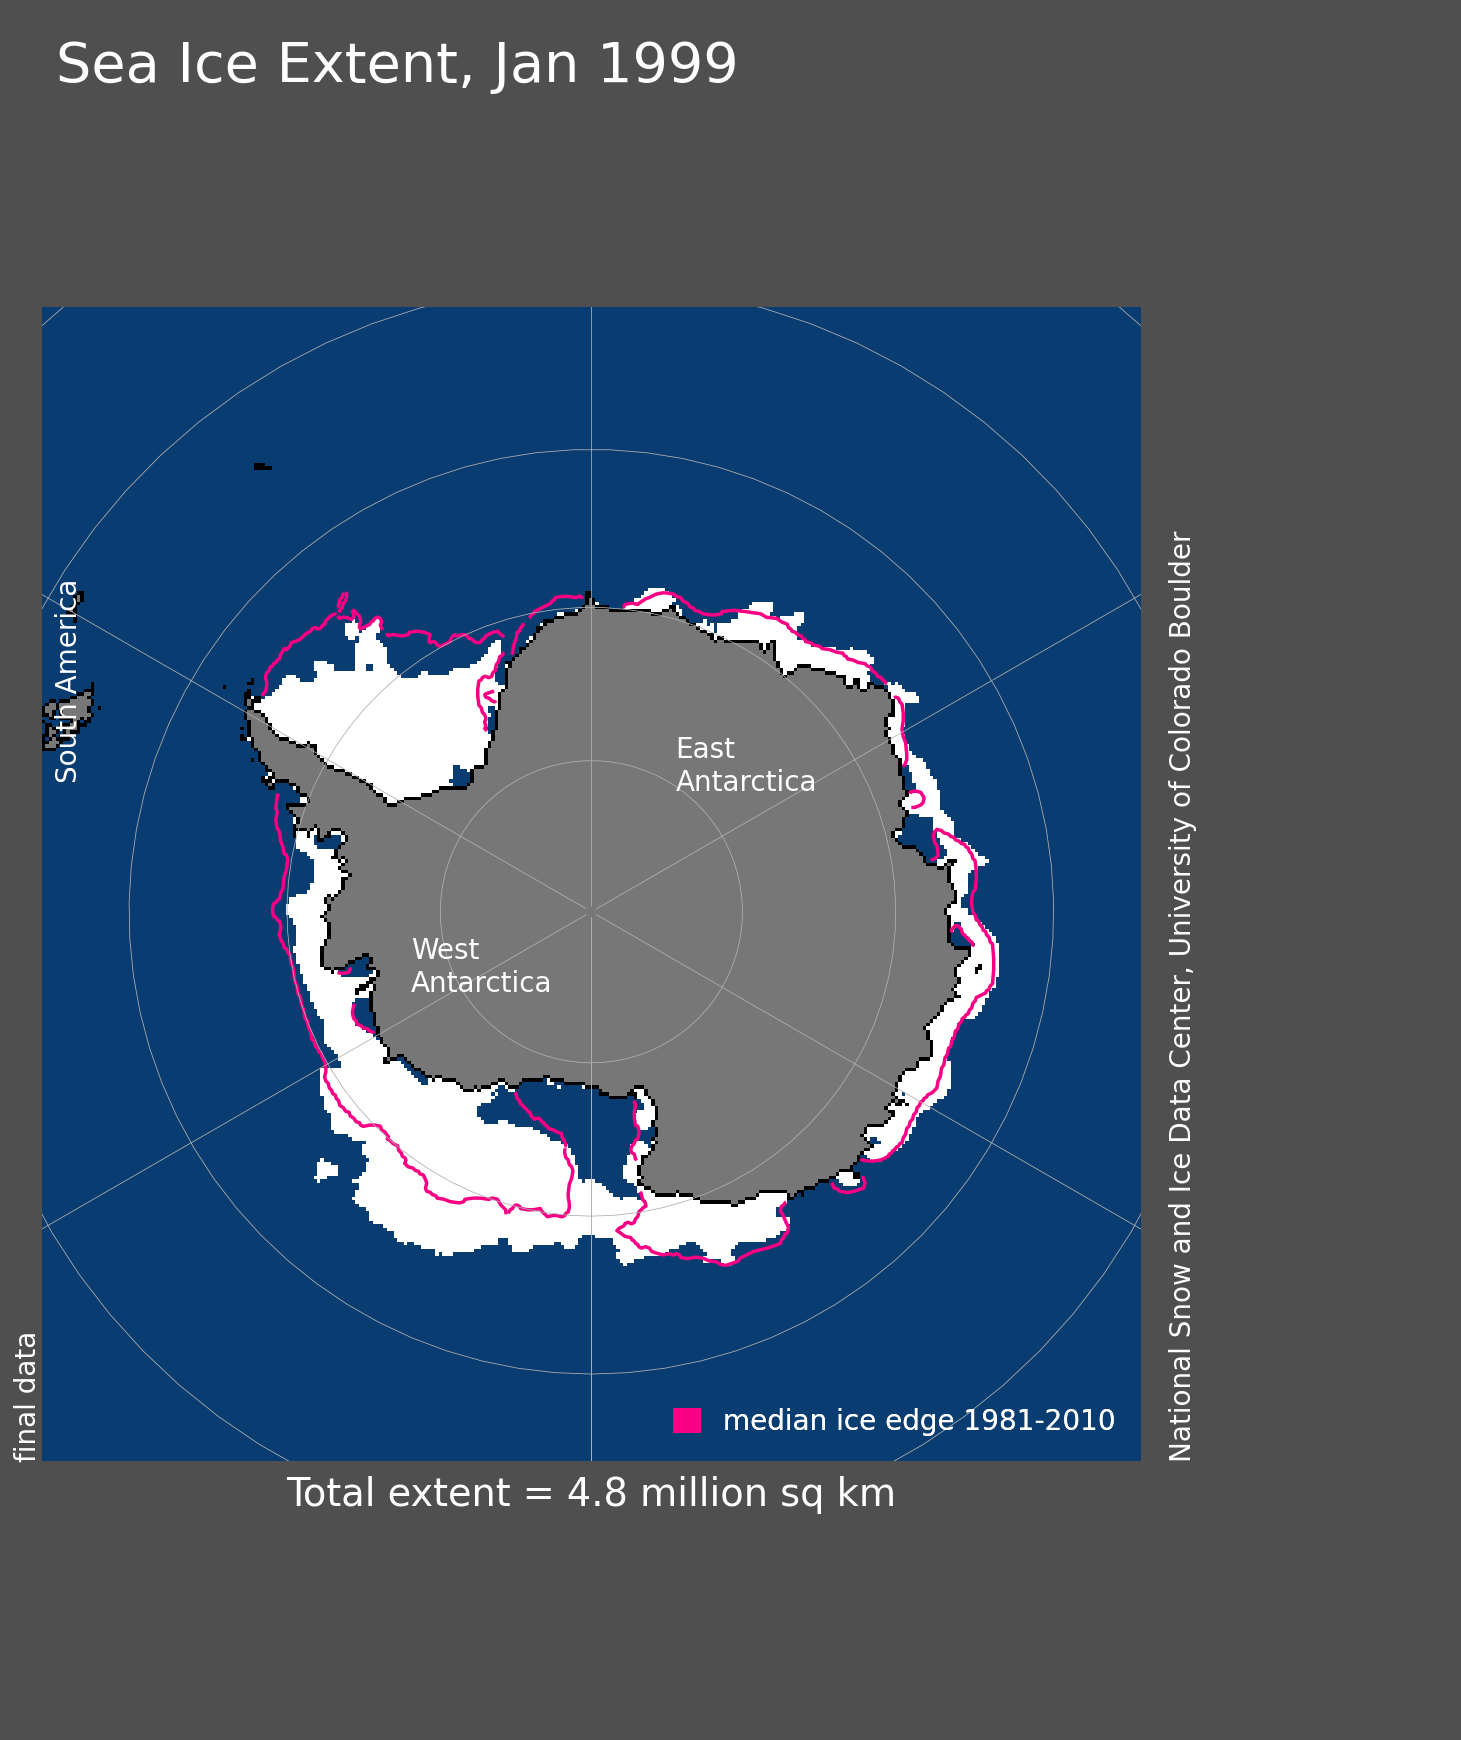 Sea Ice Extent, Jan 1999
South America
East
Antarctica
West
Antarctica
final data
median ice edge 1981-2010
National Snow and Ice Data Center, University of Colorado Boulder
Total extent = 4.8 million sq km